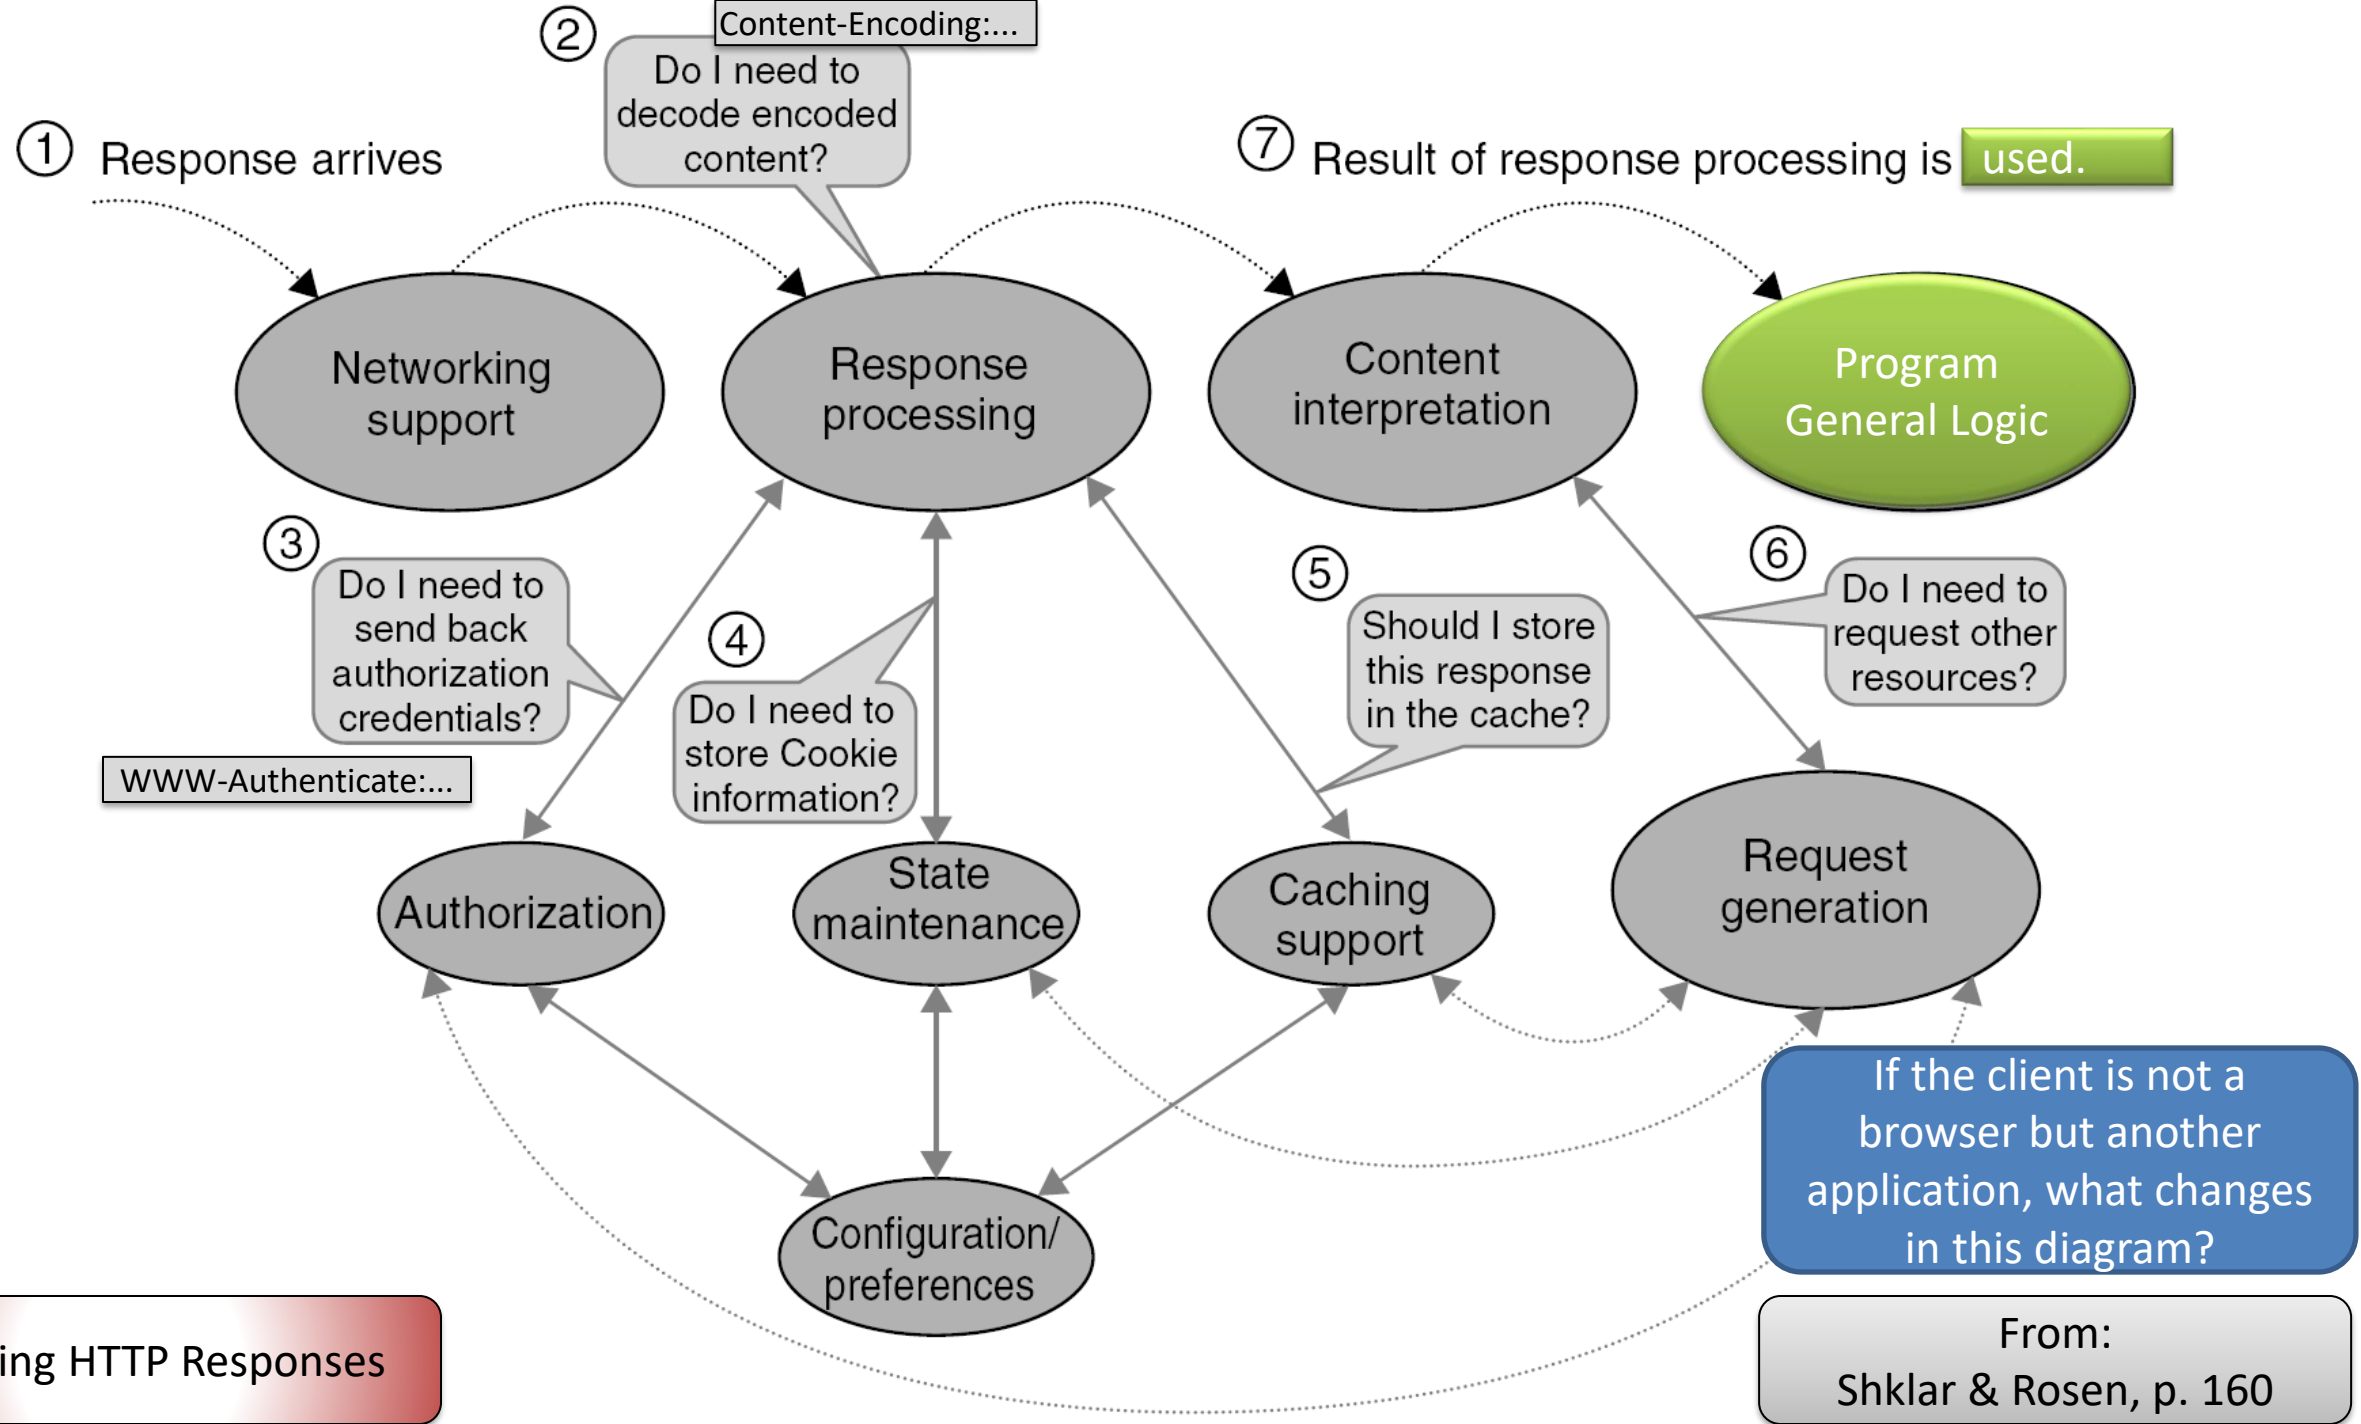 Content-Encoding:...
②
Do I need to
decode encoded
content?
① Response arrives
⑦ Result of response processing is used.
Networking
support
Response
processing
Content
interpretation
Program
General Logic
③
Do I need to
send back
authorization
credentials?
WWW-Authenticate:...
④
Do I need to
store Cookie
information?
⑤
Should I store
this response
in the cache?
⑥
Do I need to
request other
resources?
Authorization
State
maintenance
Caching
support
Request
generation
Configuration/
preferences
If the client is not a
browser but another
application, what changes
in this diagram?
ing HTTP Responses
From:
Shklar & Rosen, p. 160